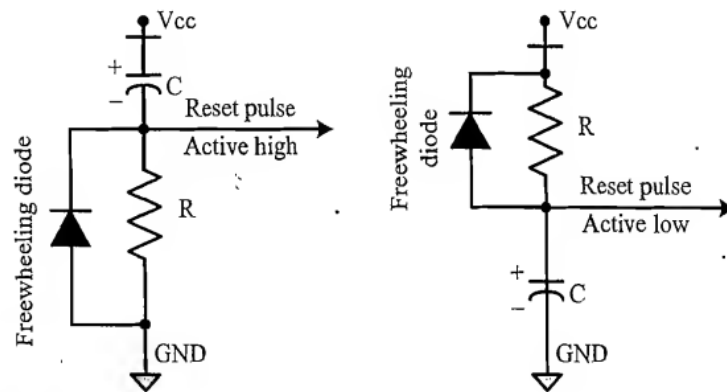 Vcc
+
−
C
Reset pulse
Active high
Freewheeling diode
R
GND
Vcc
Freewheeling
diode
R
Reset pulse
Active low
+
−
C
GND